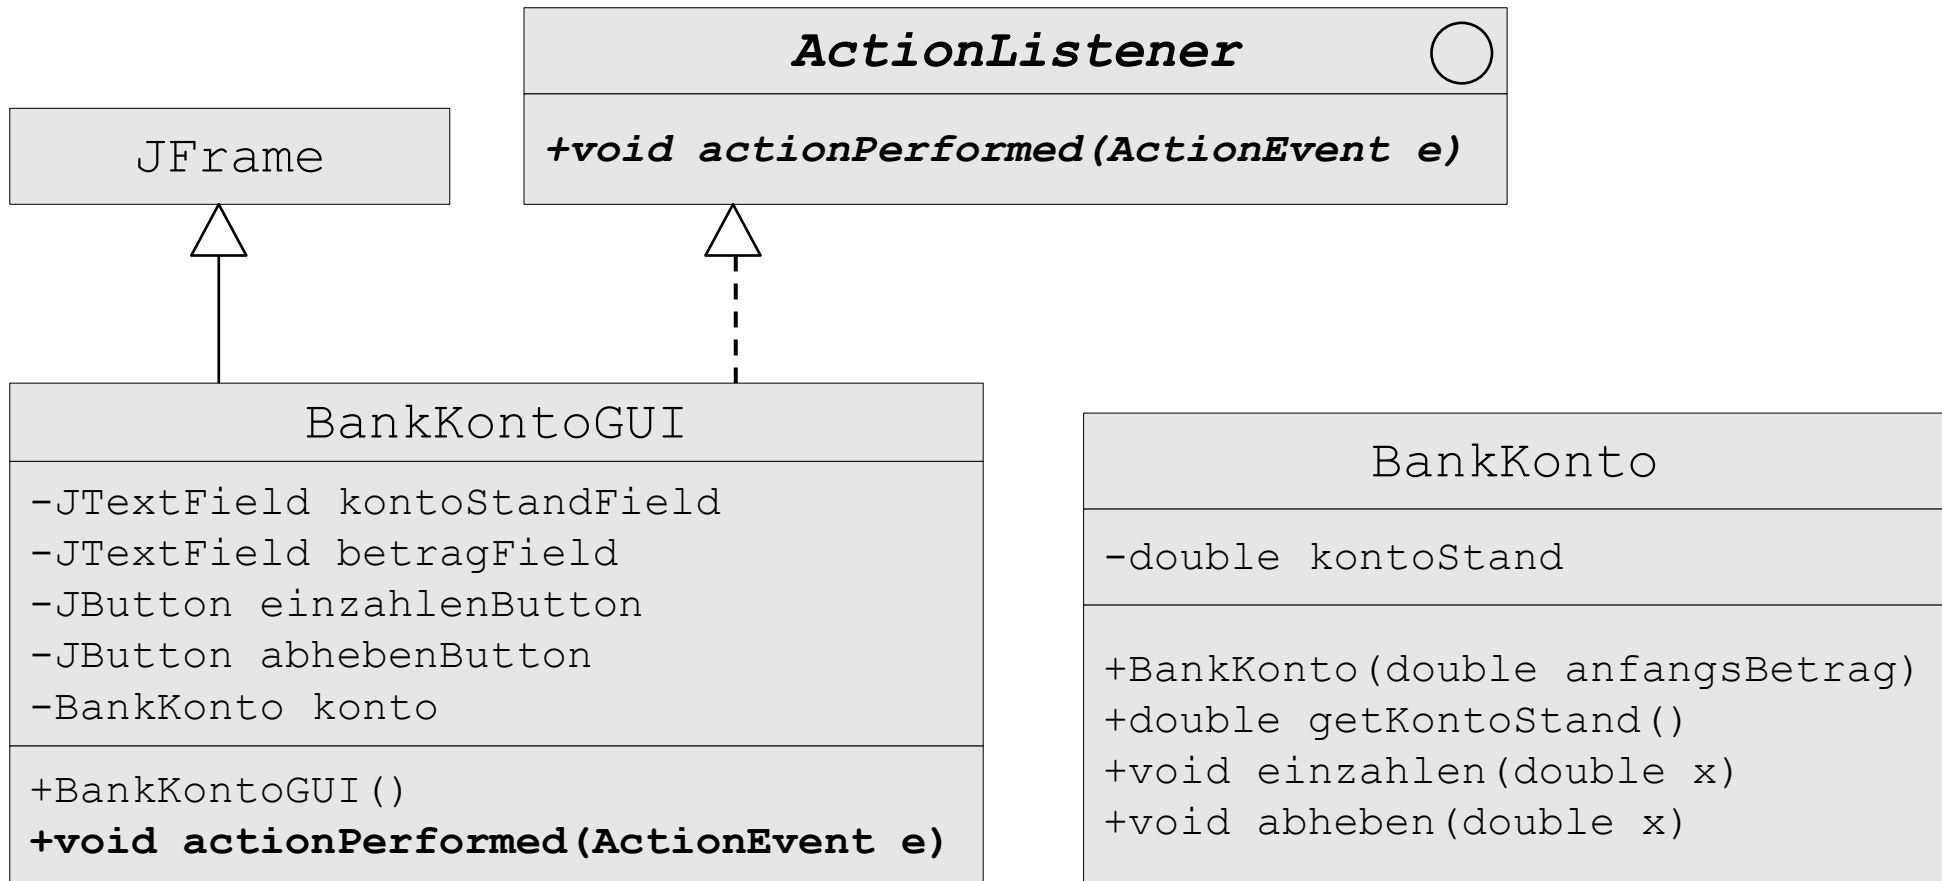 ActionListener
+void actionPerformed(ActionEvent e)
JFrame
BankKontoGUI
-JTextField kontoStandField
-JTextField betragField
-JButton einzahlenButton
-JButton abhebenButton
-BankKonto konto
+BankKontoGUI()
+void actionPerformed(ActionEvent e)
BankKonto
-double kontoStand
+BankKonto(double anfangsBetrag)
+double getKontoStand()
+void einzahlen(double x)
+void abheben(double x)